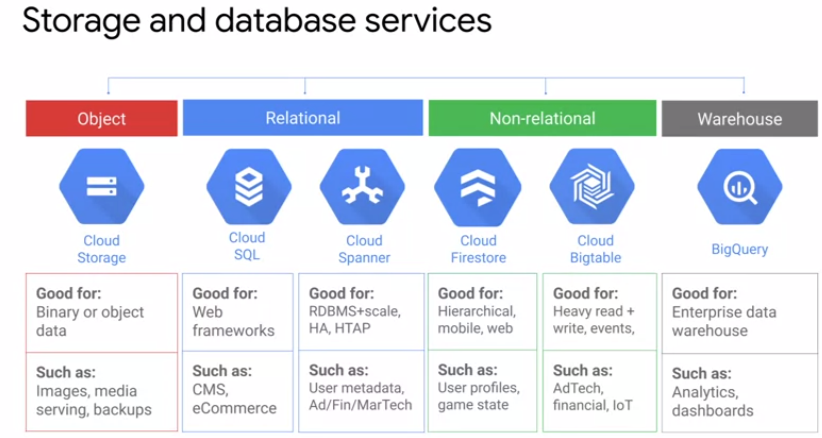 Storage and database services
Object
Relational
Non-relational
Warehouse
Cloud
Storage
Cloud
SQL
Cloud
Spanner
Cloud
Firestore
Cloud
Bigtable
BigQuery
Good for:
Binary or object
data
Good for:
Web
frameworks
Good for:
RDBMS+scale,
HA, HTAP
Good for:
Hierarchical,
mobile, web
Good for:
Heavy read +
write, events,
Good for:
Enterprise data
warehouse
Such as:
Images, media
serving, backups
Such as:
CMS,
eCommerce
Such as:
User metadata,
Ad/Fin/MarTech
Such as:
User profiles,
game state
Such as:
AdTech,
financial, IoT
Such as:
Analytics,
dashboards